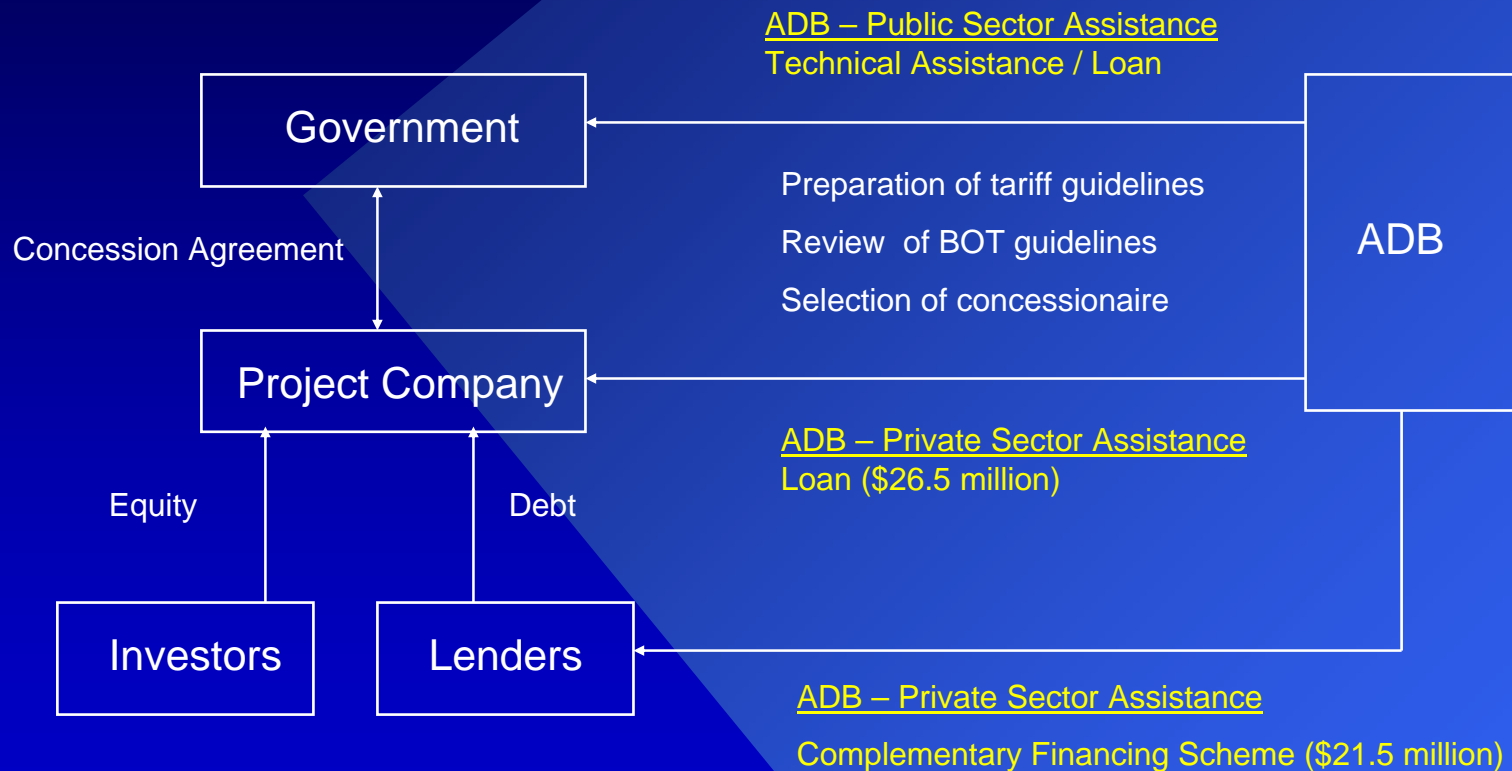 ADB – Public Sector Assistance
Technical Assistance / Loan
Government
Preparation of tariff guidelines
Review of BOT guidelines
Selection of concessionaire
ADB
Concession Agreement
Project Company
ADB – Private Sector Assistance
Loan ($26.5 million)
Equity
Debt
Investors
Lenders
ADB – Private Sector Assistance
Complementary Financing Scheme ($21.5 million)